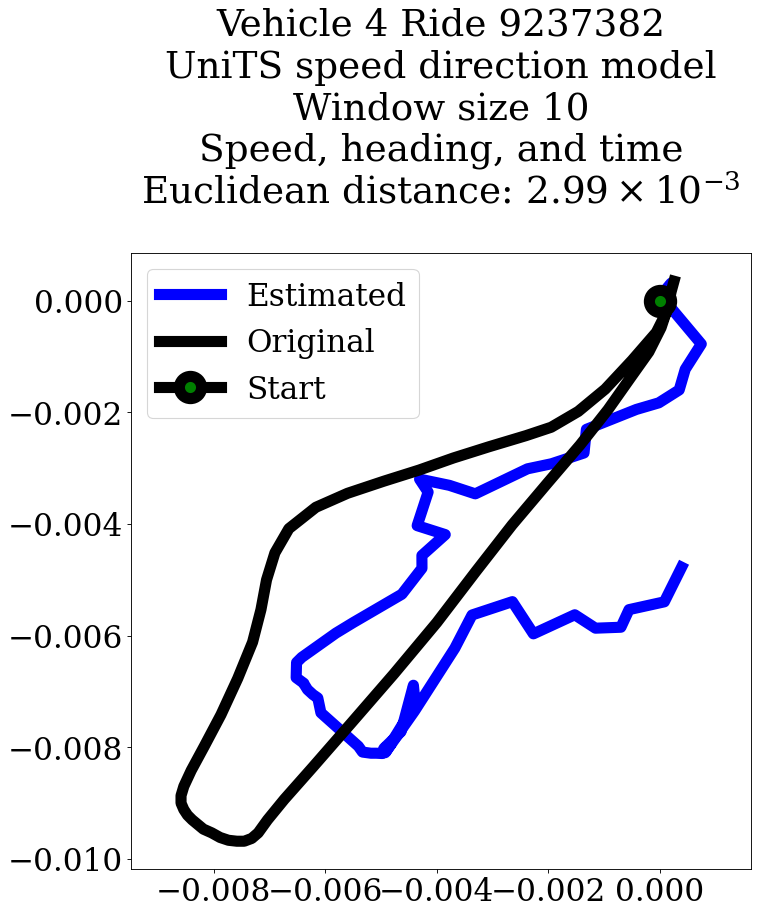 Vehicle 4 Ride 9237382
UniTS speed direction model
Window size 10
Speed, heading, and time
Euclidean distance: 2.99 × 10⁻³
Estimated
Original
Start
0.000
−0.002
−0.004
−0.006
−0.008
−0.010
−0.008 −0.006 −0.004 −0.002 0.000